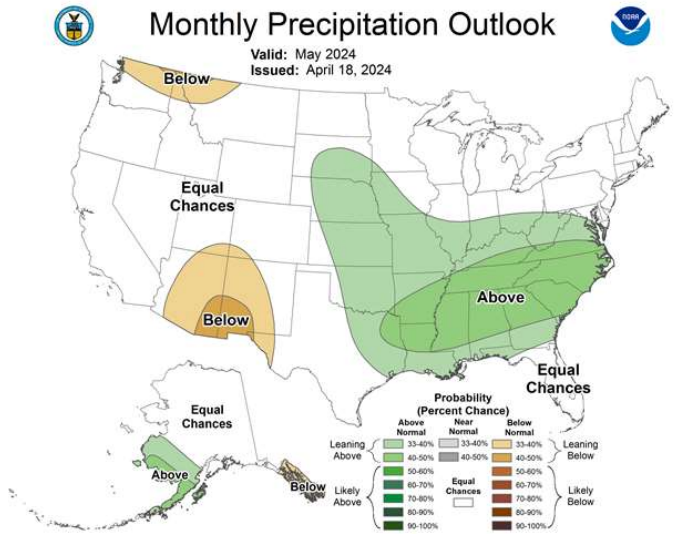 Monthly Precipitation Outlook
NOAA
Valid: May 2024
Issued: April 18, 2024
Below
Equal
Chances
Below
Above
Equal
Chances
Equal
Chances
Above
Below
Probability
(Percent Chance)
Above
Normal
Near
Normal
Below
Normal
Leaning
Above
33-40%
40-50%
Likely
Above
50-60%
60-70%
70-80%
80-90%
90-100%
33-40%
40-50%
Equal
Chances
33-40%
40-50%
Leaning
Below
50-60%
60-70%
70-80%
80-90%
90-100%
Likely
Below